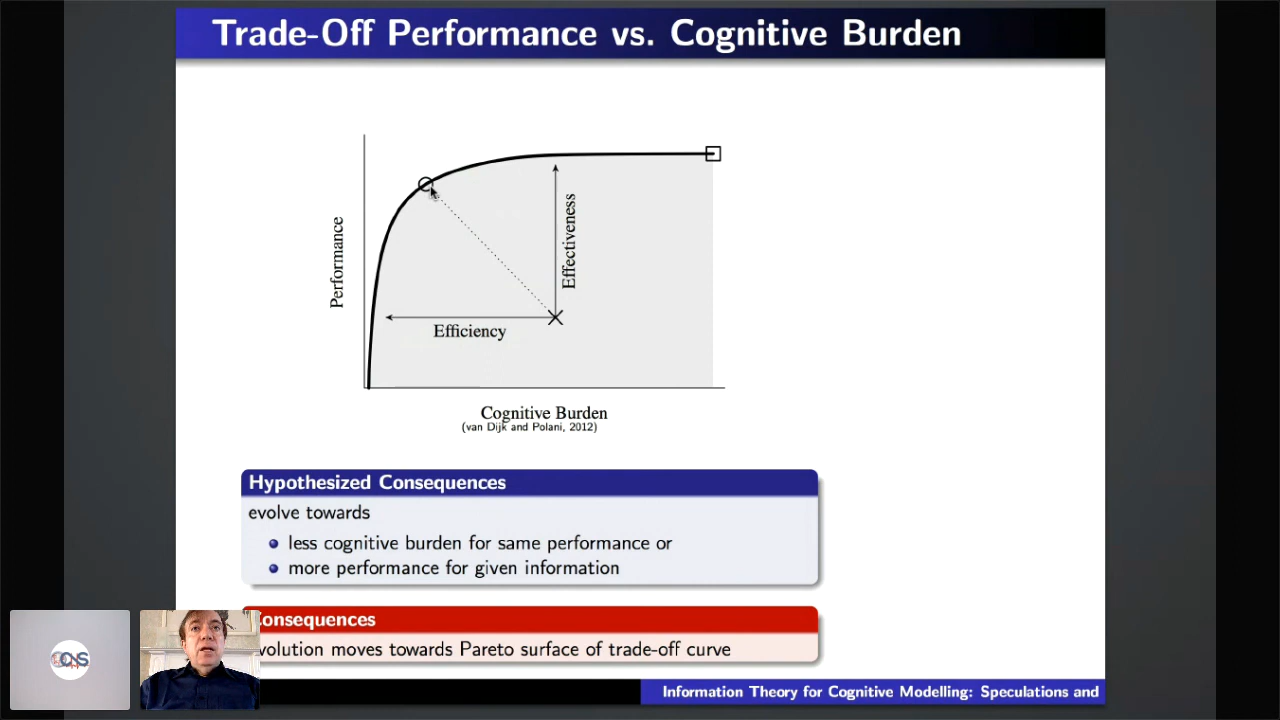 Trade-Off Performance vs. Cognitive Burden
Performance
Effectiveness
Efficiency
Cognitive Burden
(van Dijk and Polani, 2012)
Hypothesized Consequences
evolve towards
less cognitive burden for same performance or
more performance for given information
onsequences
volution moves towards Pareto surface of trade-off curve
Information Theory for Cognitive Modelling: Speculations and